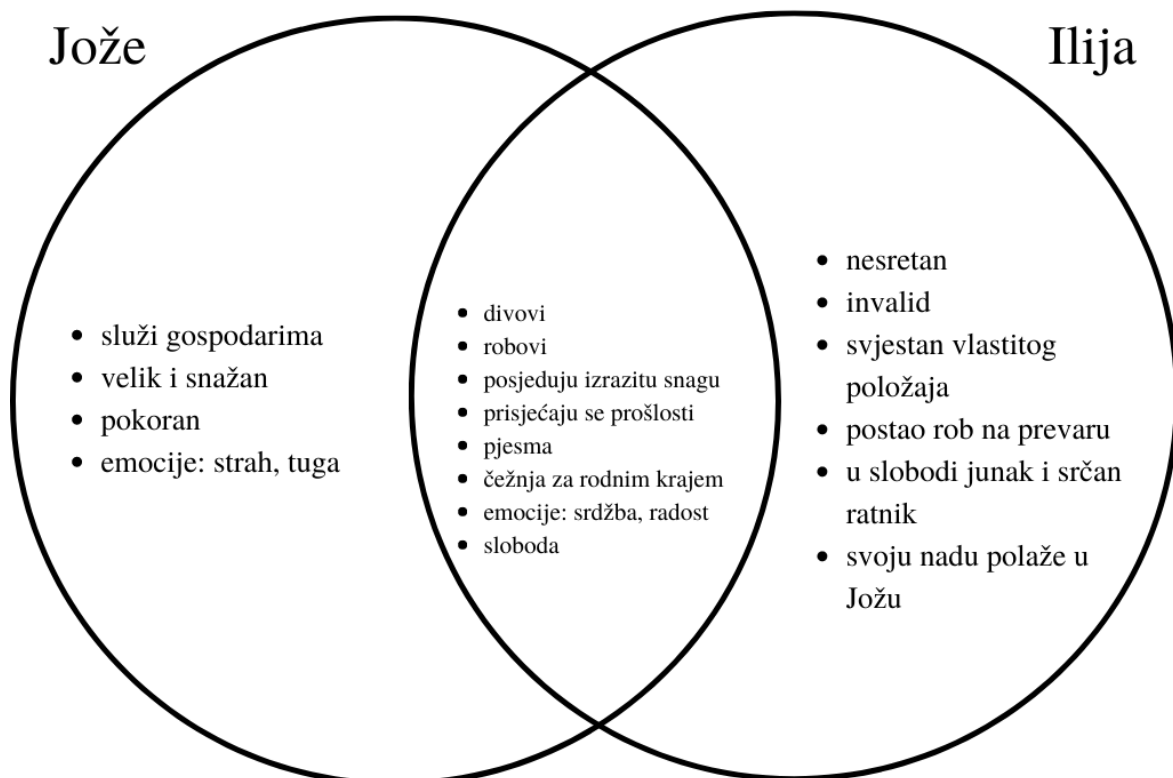 Jože
Ilija
• služi gospodarima
• velik i snažan
• pokoran
• emocije: strah, tuga
• divovi
• robovi
• posjeduju izrazitu snagu
• prisjećaju se prošlosti
• pjesma
• čežnja za rodnim krajem
• emocije: srdžba, radost
• sloboda
• nesretan
• invalid
• svjestan vlastitog
položaja
• postao rob na prevaru
• u slobodi junak i srčan
ratnik
• svoju nadu polaže u
Jožu